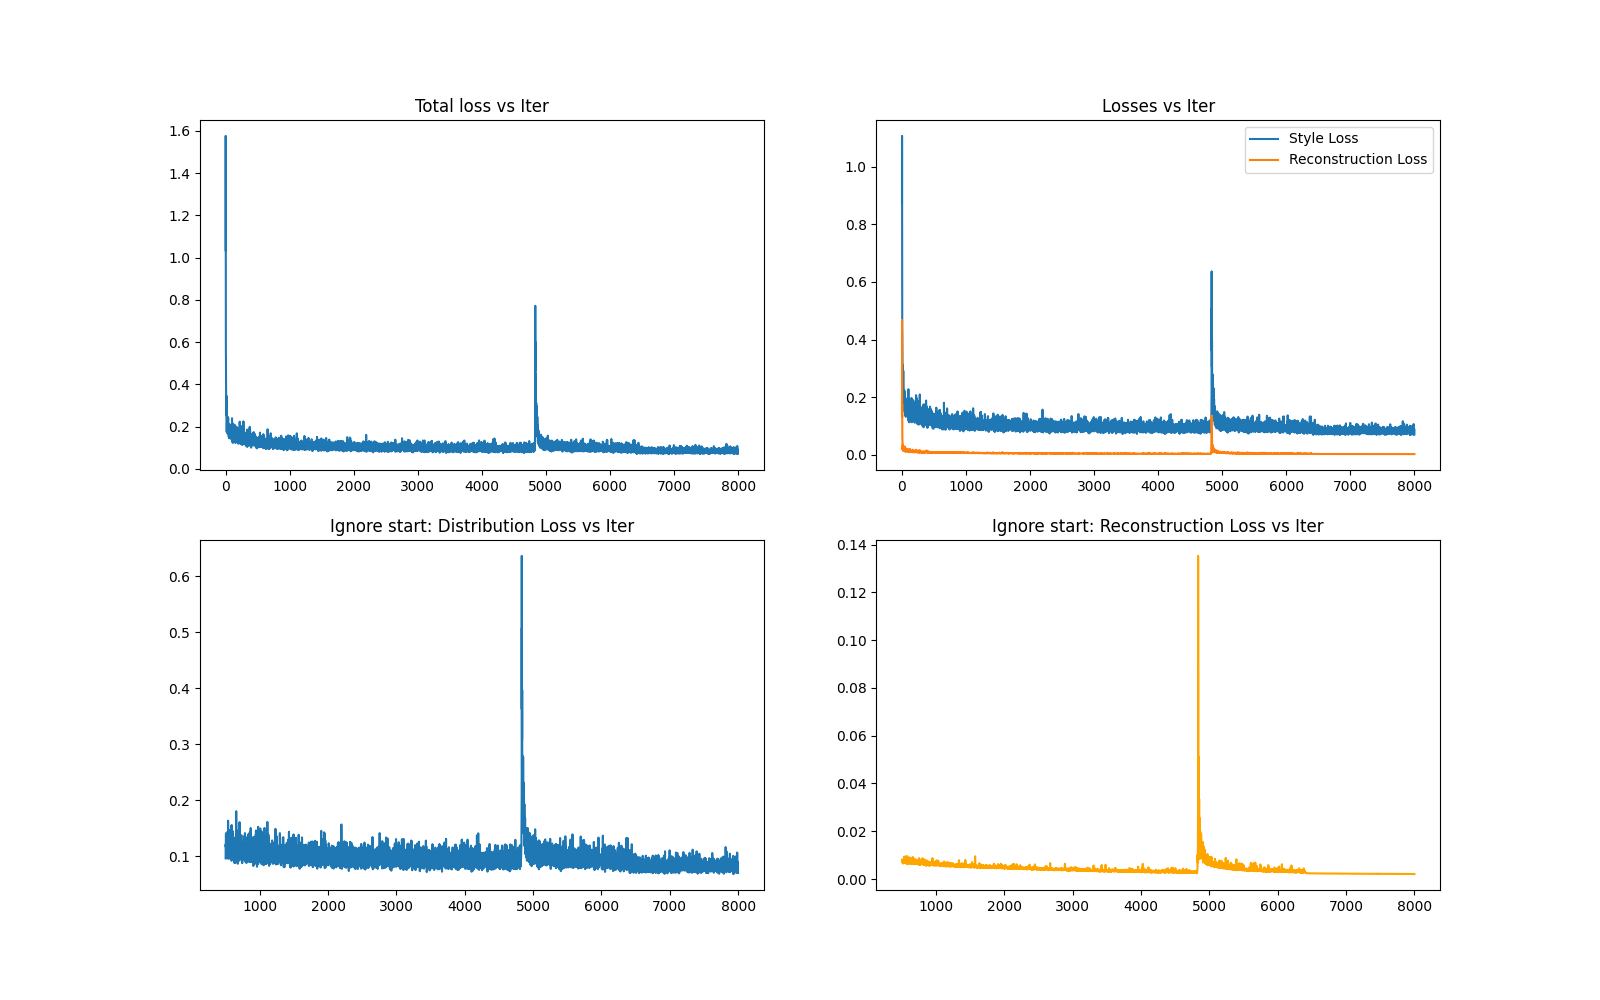 Total loss vs Iter
1.6
1.4
1.2
1.0
0.8
0.6
0.4
0.2
0.0
0 1000 2000 3000 4000 5000 6000 7000 8000
Losses vs Iter
Style Loss
Reconstruction Loss
1.0
0.8
0.6
0.4
0.2
0.0
0 1000 2000 3000 4000 5000 6000 7000 8000
Ignore start: Distribution Loss vs Iter
0.6
0.5
0.4
0.3
0.2
0.1
1000 2000 3000 4000 5000 6000 7000 8000
Ignore start: Reconstruction Loss vs Iter
0.14
0.12
0.10
0.08
0.06
0.04
0.02
0.00
1000 2000 3000 4000 5000 6000 7000 8000